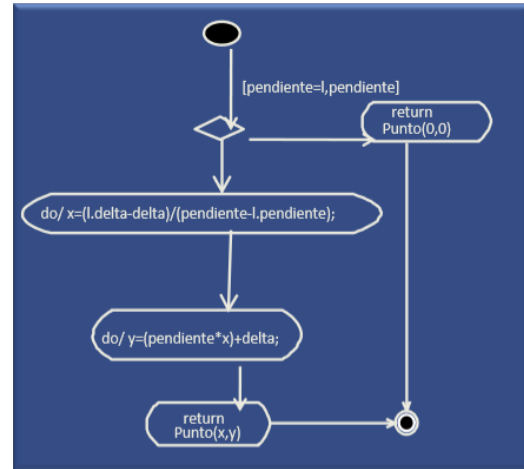 [pendiente=l,pendiente]
return
Punto(0,0)
do/ x=(l.delta-delta)/(pendiente-l.pendiente);
do/ y=(pendiente*x)+delta;
return
Punto(x,y)